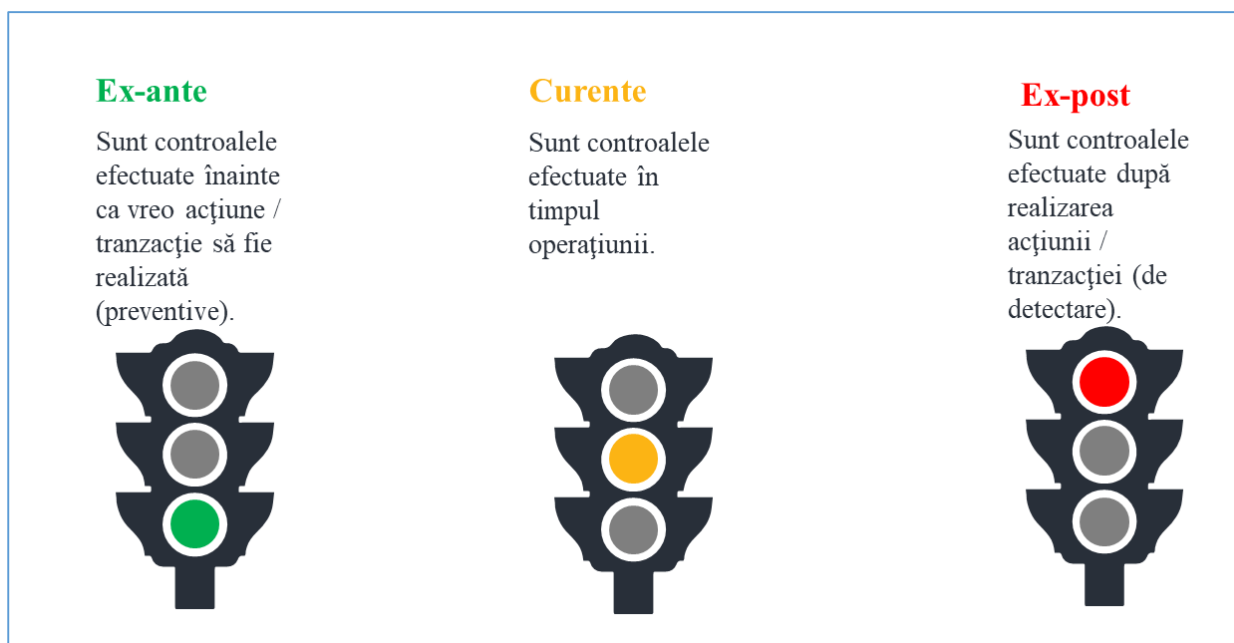 Ex-ante
Sunt controalele
efectuate înainte
ca vreo acţiune /
tranzacţie să fie
realizată
(preventive).
Curente
Sunt controalele
efectuate în
timpul
operaţiunii.
Ex-post
Sunt controalele
efectuate după
realizarea
acţiunii /
tranzacţiei (de
detectare).